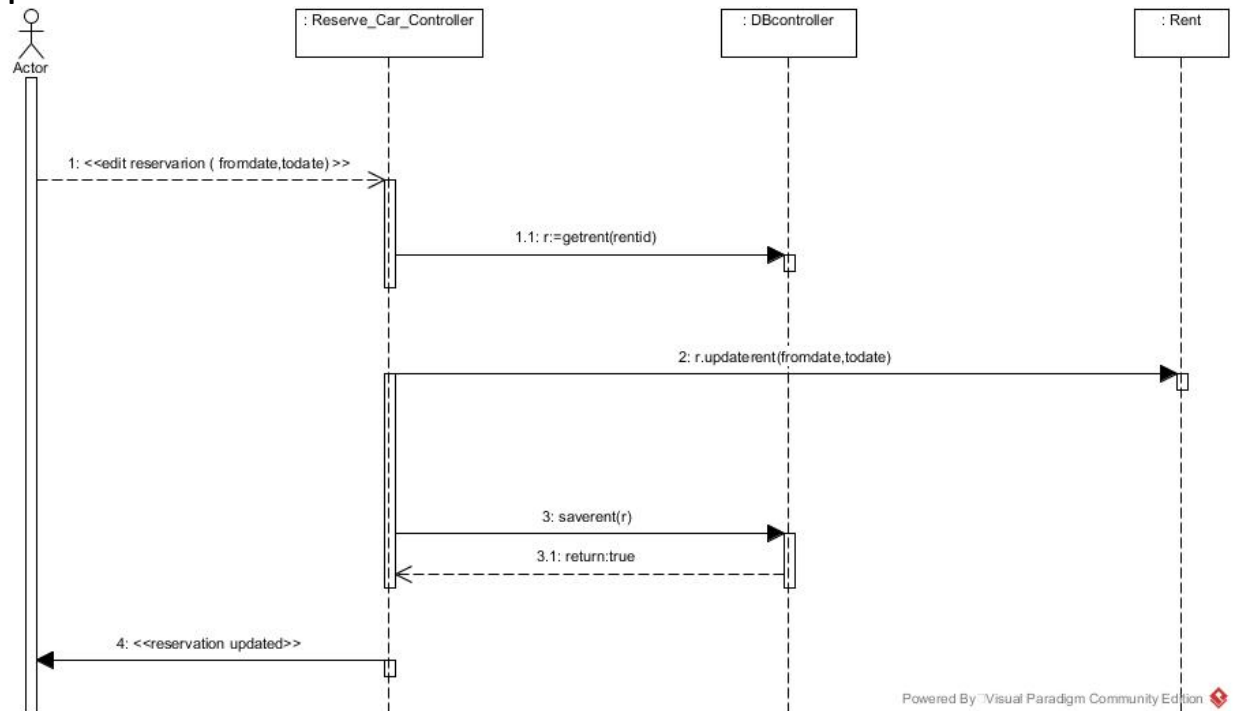 : Reserve_Car_Controller
: DBcontroller
: Rent
Actor
1: <<edit reservarion ( fromdate,todate) >>
1.1: r:=getrent(rentid)
2: r.updaterent(fromdate,todate)
3: saverent(r)
3.1: return:true
4: <<reservation updated>>
Powered By Visual Paradigm Community Edition